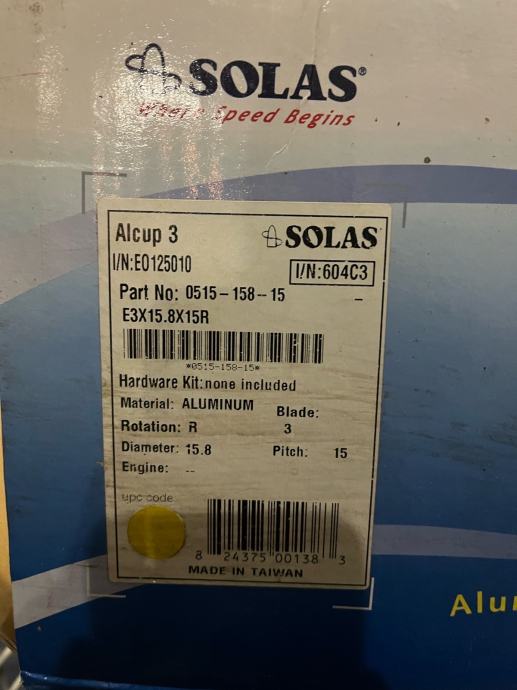 SOLAS®
Where Speed Begins
Alcup 3
SOLAS
I/N:E0125010
I/N:604C3
Part No: 0515-158--15 –
E3X15.8X15R
*0515-158-15*
Hardware Kit:none included
Material: ALUMINUM
Blade:
Rotation: R
3
Diameter: 15.8
Pitch: 15
Engine: --
upc code
8 24375 00138 3
MADE IN TAIWAN